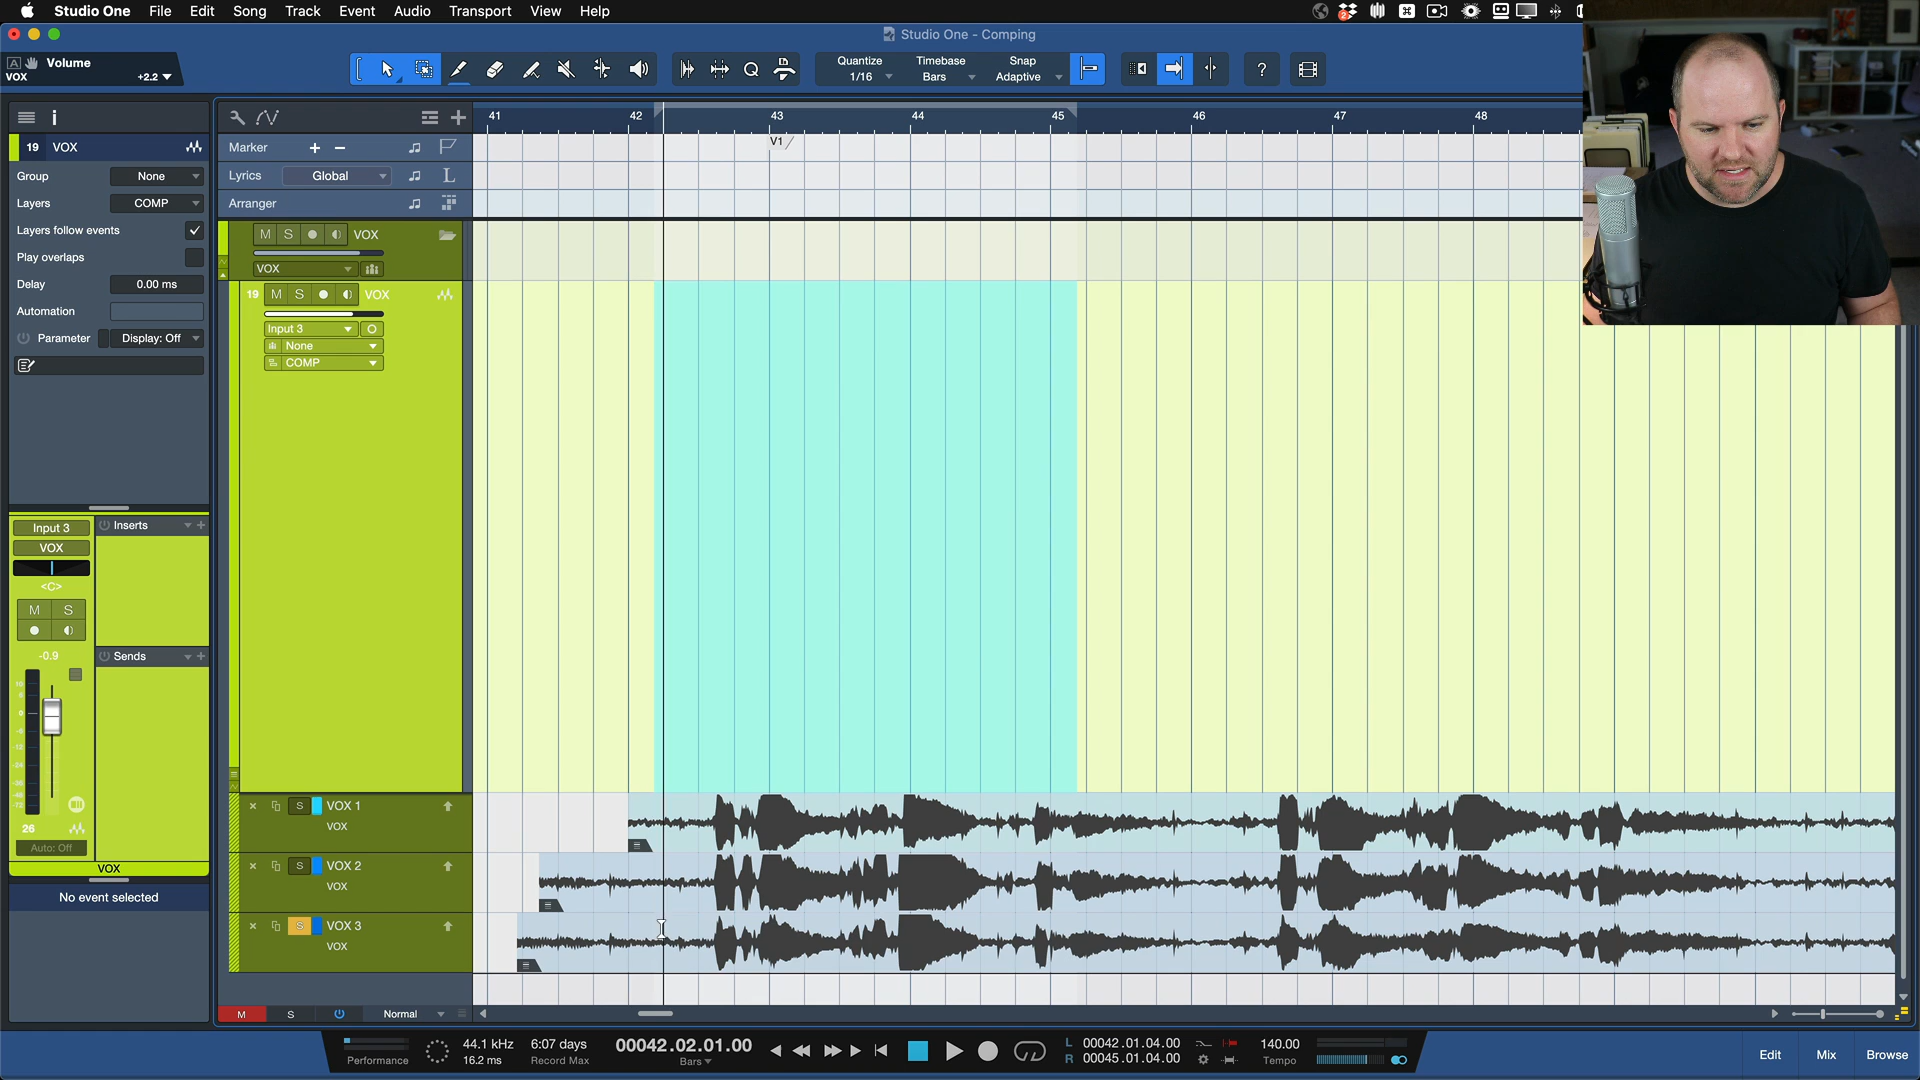 Studio One File Edit Song Track Event Audio Transport View Help
Studio One - Comping
A Volume
VOX +2.2
Quantize Timebase Snap
1/16 Bars Adaptive
Q
?
i
41 42 43 44 45 46 47 48
V1
19 VOX
Marker + −
Group None
Lyrics Global L
Layers COMP
Arranger
Layers follow events
M S VOX
Play overlaps
VOX
Delay 0.00 ms
19 M S VOX
Automation
Input 3
Parameter Display: Off
None
COMP
Input 3 Inserts
VOX
<C>
M S
-0.9 Sends
26
Auto: Off
VOX
No event selected
S VOX 1
VOX
S VOX 2
VOX
S VOX 3
VOX
M S Normal
44.1 kHz 6:07 days 00042.02.01.00 L 00042.01.04.00 140.00
Performance 16.2 ms Record Max Bars R 00045.01.04.00 Tempo
Edit Mix Browse